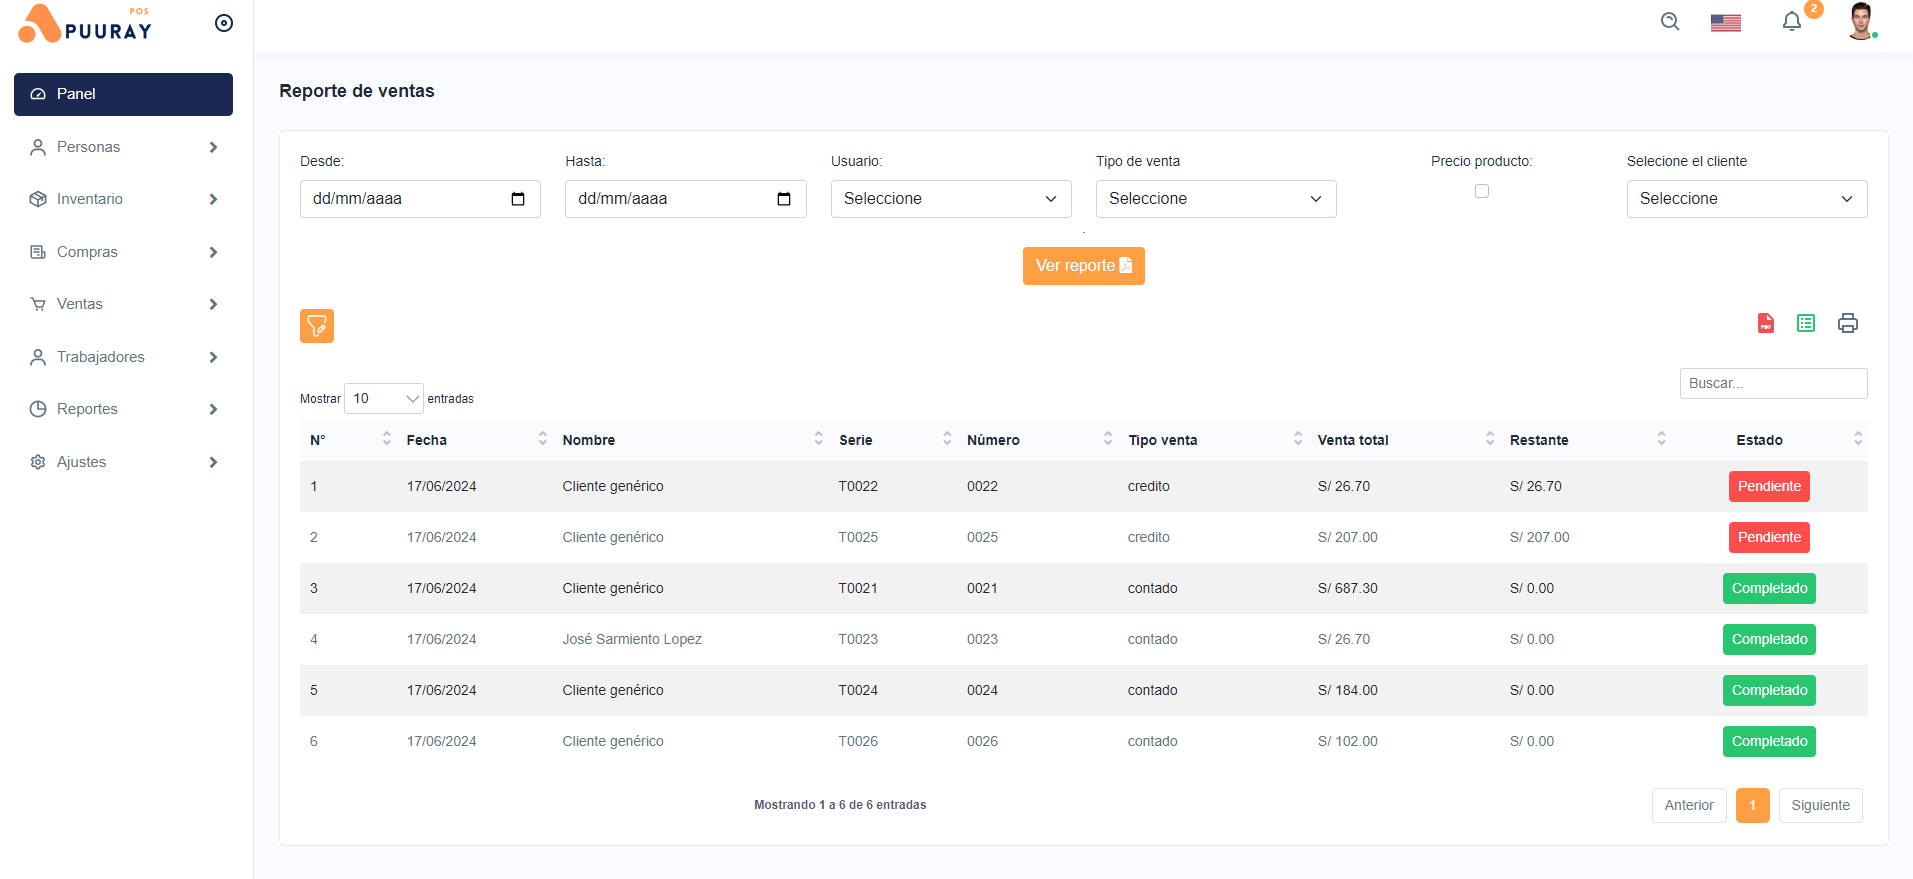 POS
PUURAY
2
Panel
Personas
Inventario
Compras
Ventas
Trabajadores
Reportes
Ajustes
Reporte de ventas
Desde: Hasta: Usuario: Tipo de venta Precio producto: Selecione el cliente
dd/mm/aaaa dd/mm/aaaa Seleccione Seleccione Seleccione
Ver reporte
PDF
Buscar...
Mostrar 10 entradas
N° Fecha Nombre Serie Número Tipo venta Venta total Restante Estado
1 17/06/2024 Cliente genérico T0022 0022 credito S/ 26.70 S/ 26.70 Pendiente
2 17/06/2024 Cliente genérico T0025 0025 credito S/ 207.00 S/ 207.00 Pendiente
3 17/06/2024 Cliente genérico T0021 0021 contado S/ 687.30 S/ 0.00 Completado
4 17/06/2024 José Sarmiento Lopez T0023 0023 contado S/ 26.70 S/ 0.00 Completado
5 17/06/2024 Cliente genérico T0024 0024 contado S/ 184.00 S/ 0.00 Completado
6 17/06/2024 Cliente genérico T0026 0026 contado S/ 102.00 S/ 0.00 Completado
Mostrando 1 a 6 de 6 entradas
Anterior 1 Siguiente